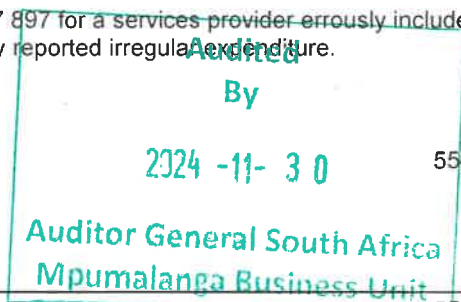 7 897 for a services provider errously include
y reported irregular expenditure.
Audited
By
2024 -11- 30
55
Auditor General South Africa
Mpumalanga Business Unit